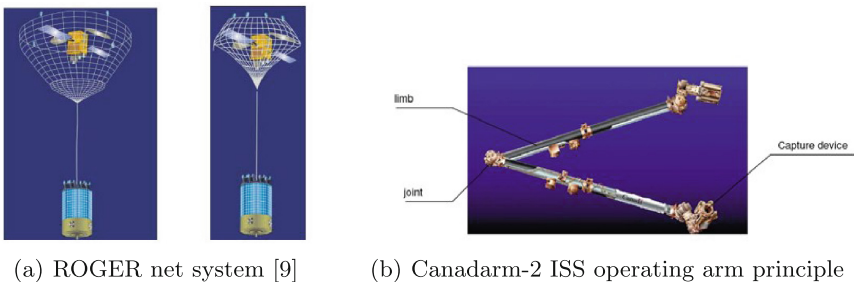 limb
joint
Capture device
(a) ROGER net system [9]
(b) Canadarm-2 ISS operating arm principle